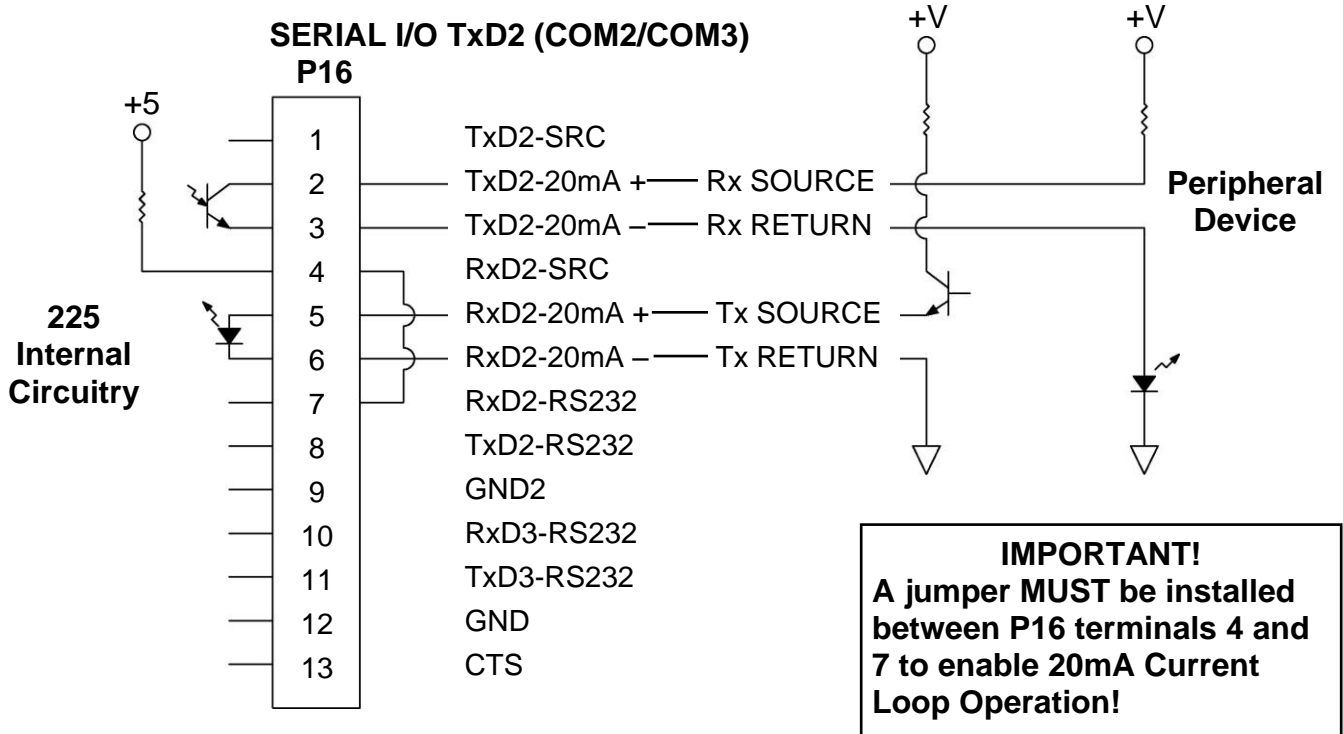 SERIAL I/O TxD2 (COM2/COM3)
P16
+V
+V
+5
1 TxD2-SRC
2 TxD2-20mA + Rx SOURCE
3 TxD2-20mA – Rx RETURN
4 RxD2-SRC
5 RxD2-20mA + Tx SOURCE
6 RxD2-20mA – Tx RETURN
7 RxD2-RS232
8 TxD2-RS232
9 GND2
10 RxD3-RS232
11 TxD3-RS232
12 GND
13 CTS
225
Internal
Circuitry
Peripheral
Device
IMPORTANT!
A jumper MUST be installed
between P16 terminals 4 and
7 to enable 20mA Current
Loop Operation!